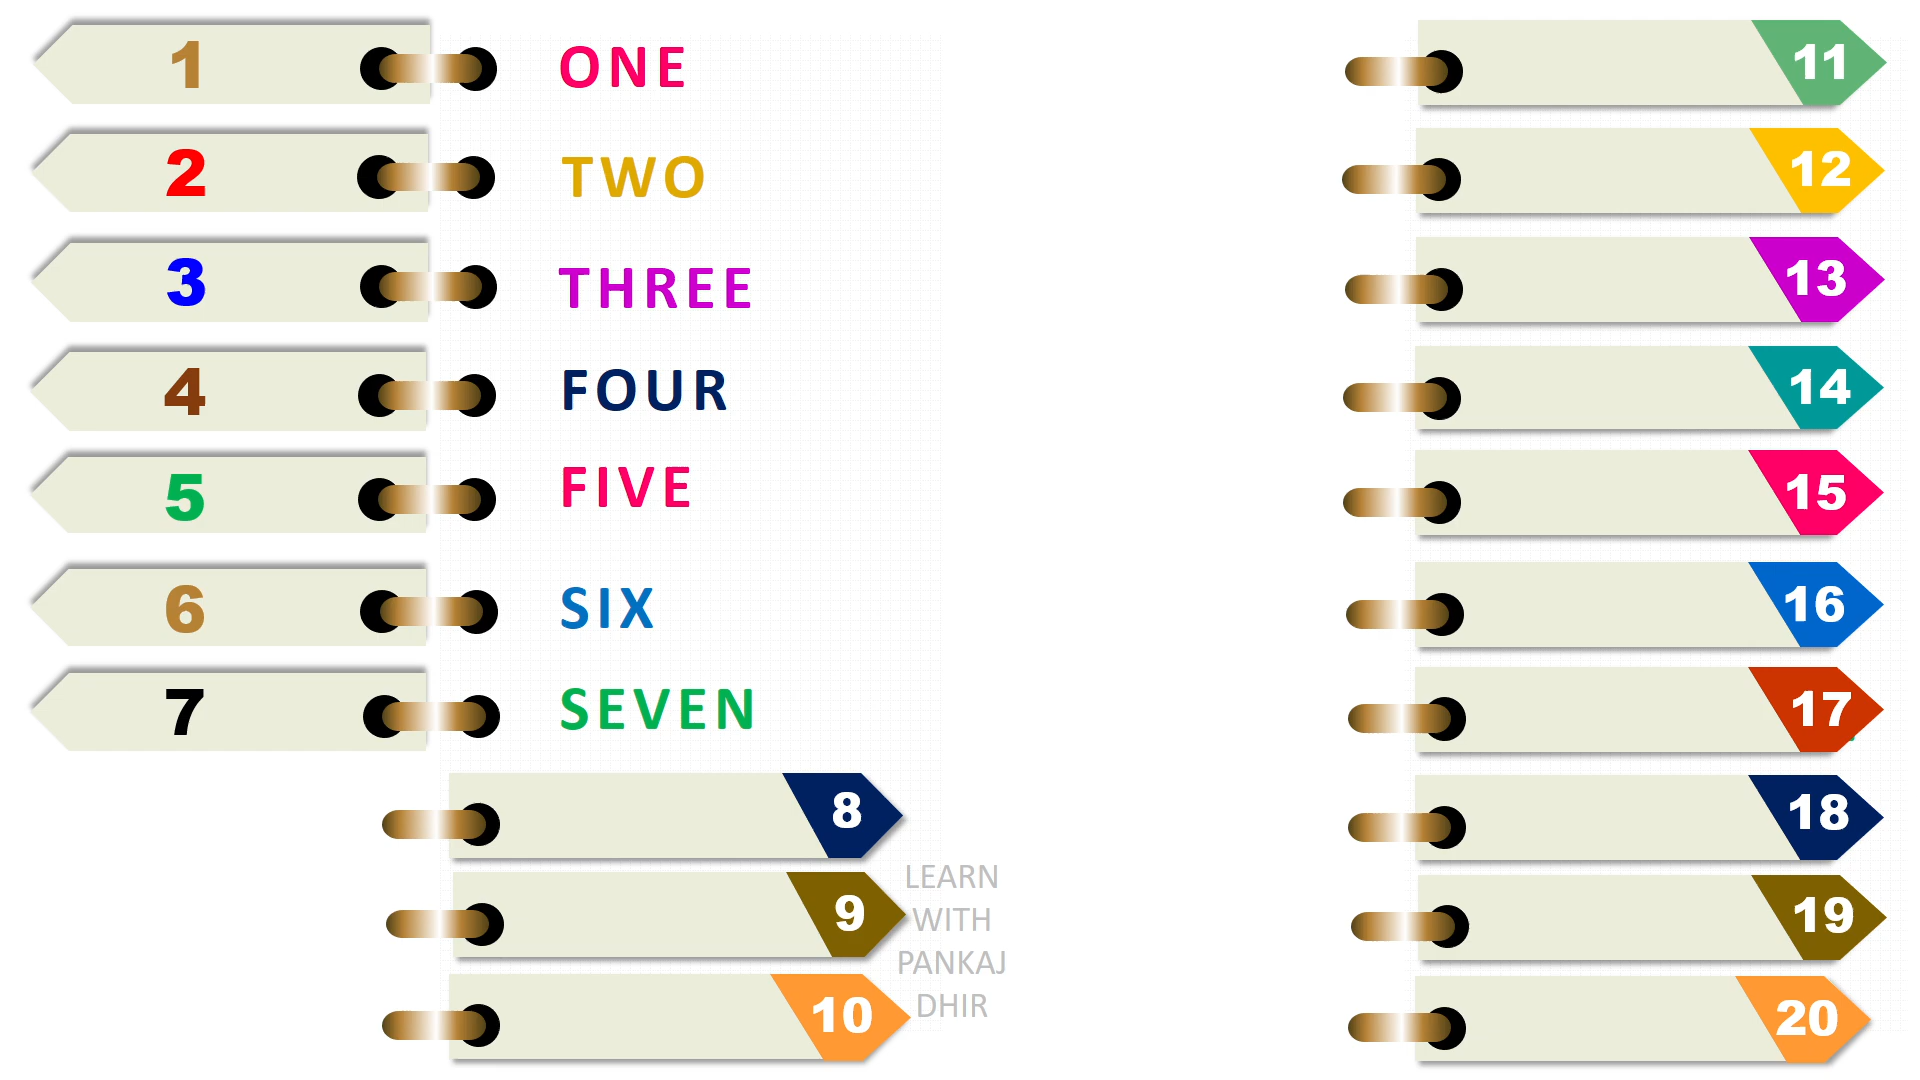 1 ONE
2 TWO
3 THREE
4 FOUR
5 FIVE
6 SIX
7 SEVEN
8
9
10
LEARN
WITH
PANKAJ
DHIR
11
12
13
14
15
16
17
18
19
20